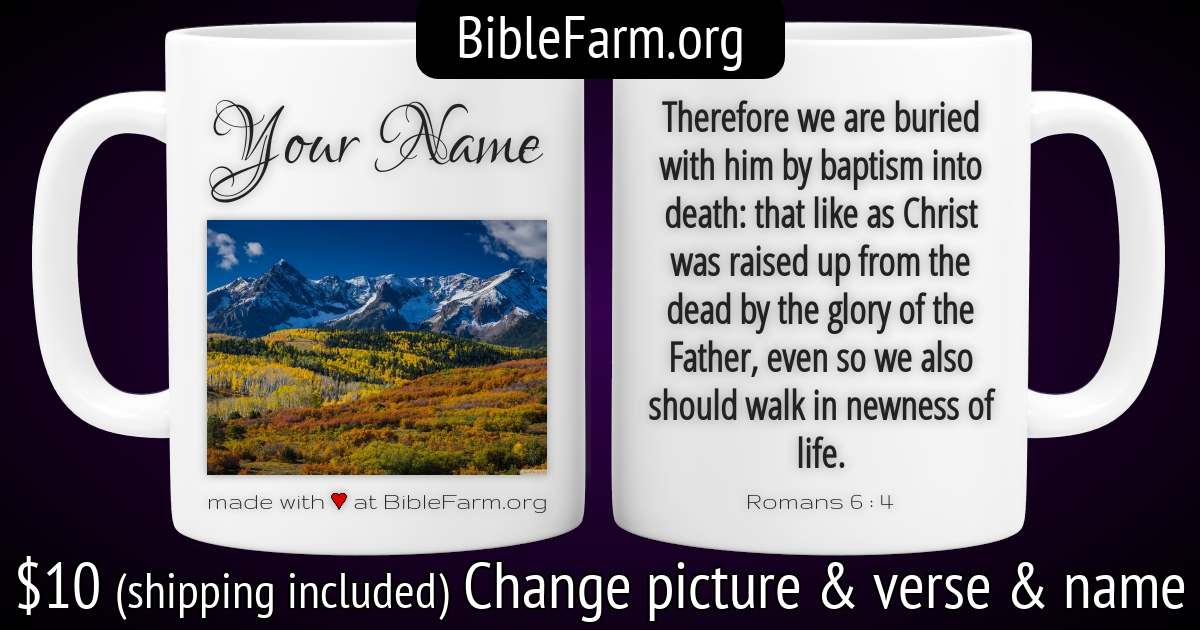 BibleFarm.org
Your Name
made with ♥ at BibleFarm.org
Therefore we are buried
with him by baptism into
death: that like as Christ
was raised up from the
dead by the glory of the
Father, even so we also
should walk in newness of
life.
Romans 6 : 4
$10 (shipping included) Change picture & verse & name